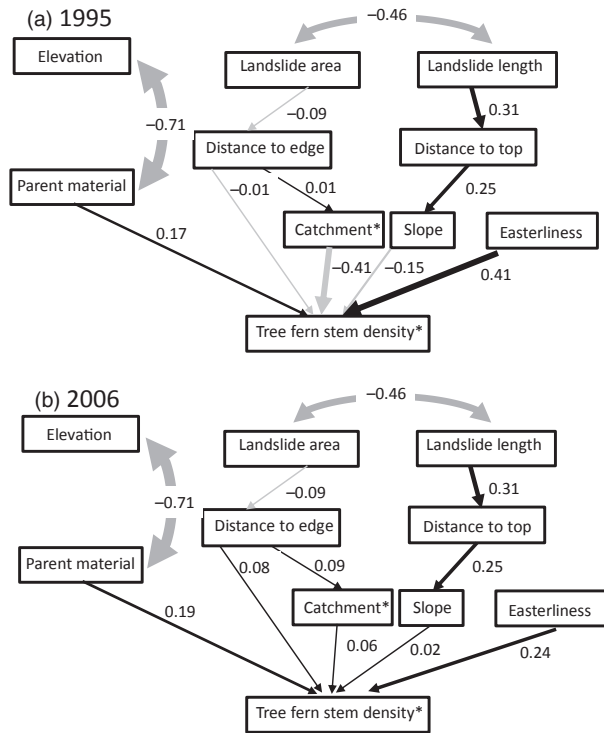 (a) 1995
−0.46
Elevation
Landslide area
Landslide length
−0.71
−0.09
0.31
Distance to edge
Distance to top
Parent material
−0.01
0.01
0.25
0.17
Catchment*
Slope
Easterliness
−0.41
−0.15
0.41
Tree fern stem density*
(b) 2006
−0.46
Elevation
Landslide area
Landslide length
−0.71
−0.09
0.31
Distance to edge
Distance to top
Parent material
0.08
0.09
0.25
0.19
Catchment*
Slope
Easterliness
0.06
0.02
0.24
Tree fern stem density*